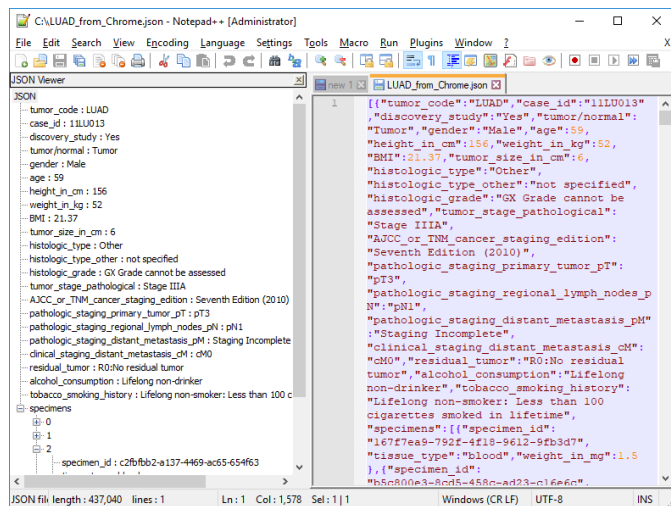 C:\LUAD_from_Chrome.json - Notepad++ [Administrator]
File Edit Search View Encoding Language Settings Tools Macro Run Plugins Window ? X
JSON Viewer
new 1
LUAD_from_Chrome.json
JSON
tumor_code : LUAD
case_id : 11LU013
discovery_study : Yes
tumor/normal : Tumor
gender : Male
age : 59
height_in_cm : 156
weight_in_kg : 52
BMI : 21.37
tumor_size_in_cm : 6
histologic_type : Other
histologic_type_other : not specified
histologic_grade : GX Grade cannot be assessed
tumor_stage_pathological : Stage IIIA
AJCC_or_TNM_cancer_staging_edition : Seventh Edition (2010)
pathologic_staging_primary_tumor_pT : pT3
pathologic_staging_regional_lymph_nodes_pN : pN1
pathologic_staging_distant_metastasis_pM : Staging Incomplete
clinical_staging_distant_metastasis_cM : cM0
residual_tumor : R0:No residual tumor
alcohol_consumption : Lifelong non-drinker
tobacco_smoking_history : Lifelong non-smoker: Less than 100 c
specimens
0
1
2
specimen_id : c2fbfbb2-a137-4469-ac65-654f63
1
[{"tumor_code":"LUAD","case_id":"11LU013"
,"discovery_study":"Yes","tumor/normal":
"Tumor","gender":"Male","age":59,
"height_in_cm":156,"weight_in_kg":52,
"BMI":21.37,"tumor_size_in_cm":6,
"histologic_type":"Other",
"histologic_type_other":"not specified",
"histologic_grade":"GX Grade cannot be
assessed","tumor_stage_pathological":
"Stage IIIA",
"AJCC_or_TNM_cancer_staging_edition":
"Seventh Edition (2010)",
"pathologic_staging_primary_tumor_pT":
"pT3",
"pathologic_staging_regional_lymph_nodes_p
N":"pN1",
"pathologic_staging_distant_metastasis_pM"
:"Staging Incomplete",
"clinical_staging_distant_metastasis_cM":
"cM0","residual_tumor":"R0:No residual
tumor","alcohol_consumption":"Lifelong
non-drinker","tobacco_smoking_history":
"Lifelong non-smoker: Less than 100
cigarettes smoked in lifetime",
"specimens":[{"specimen_id":
"167f7ea9-792f-4f18-9612-9fb3d7",
"tissue_type":"blood","weight_in_mg":1.5
},{"specimen_id":
"b5c800e3-8cd5-458c-ad23-c16e6c",
JSON file length : 437,040 lines : 1 Ln : 1 Col : 1,578 Sel : 1 | 1 Windows (CR LF) UTF-8 INS